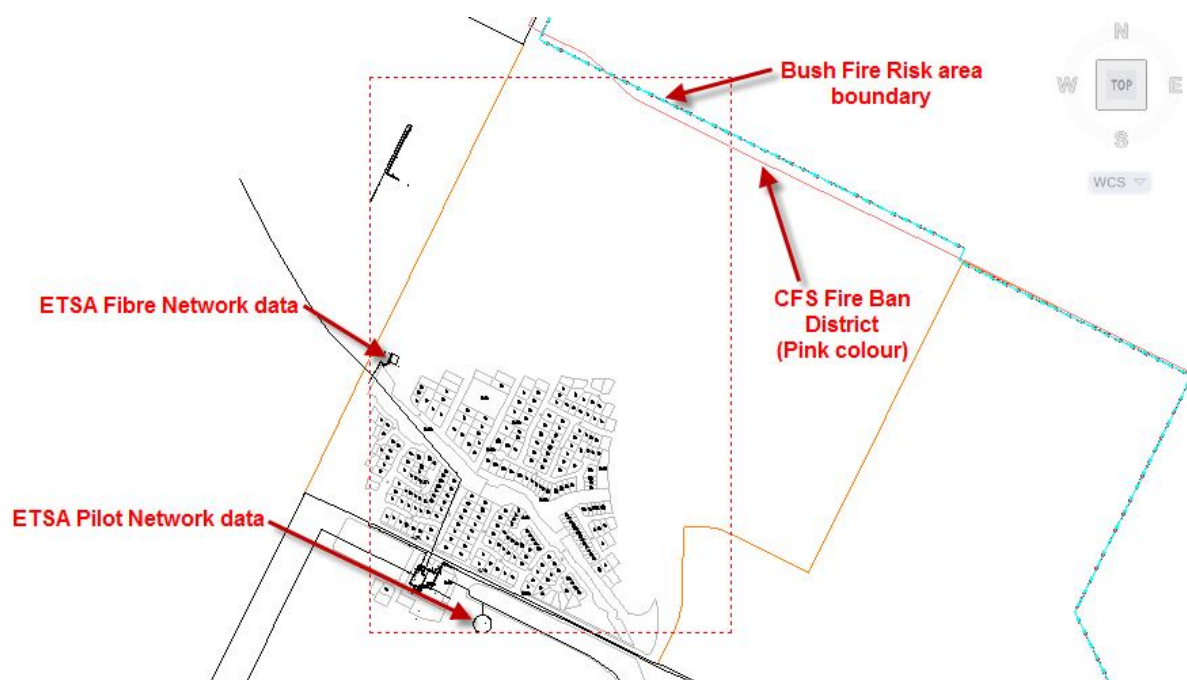 N
Bush Fire Risk area
boundary
W
TOP
E
S
WCS
CFS Fire Ban
District
(Pink colour)
ETSA Fibre Network data
ETSA Pilot Network data